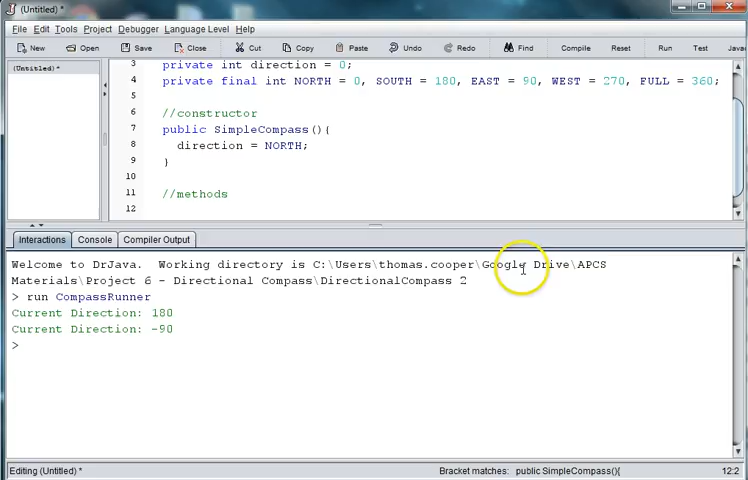 (Untitled) *
File Edit Tools Project Debugger Language Level Help
New Open Save Close Cut Copy Paste Undo Redo Find Compile Reset Run Test Javac
(Untitled) *
3 private int direction = 0;
4 private final int NORTH = 0, SOUTH = 180, EAST = 90, WEST = 270, FULL = 360;
5
6 //constructor
7 public SimpleCompass(){
8 direction = NORTH;
9 }
10
11 //methods
12
Interactions Console Compiler Output
Welcome to DrJava. Working directory is C:\Users\thomas.cooper\Google Drive\APCS
Materials\Project 6 - Directional Compass\DirectionalCompass 2
> run CompassRunner
Current Direction: 180
Current Direction: -90
>
Editing (Untitled) * Bracket matches: public SimpleCompass(){ 12:2